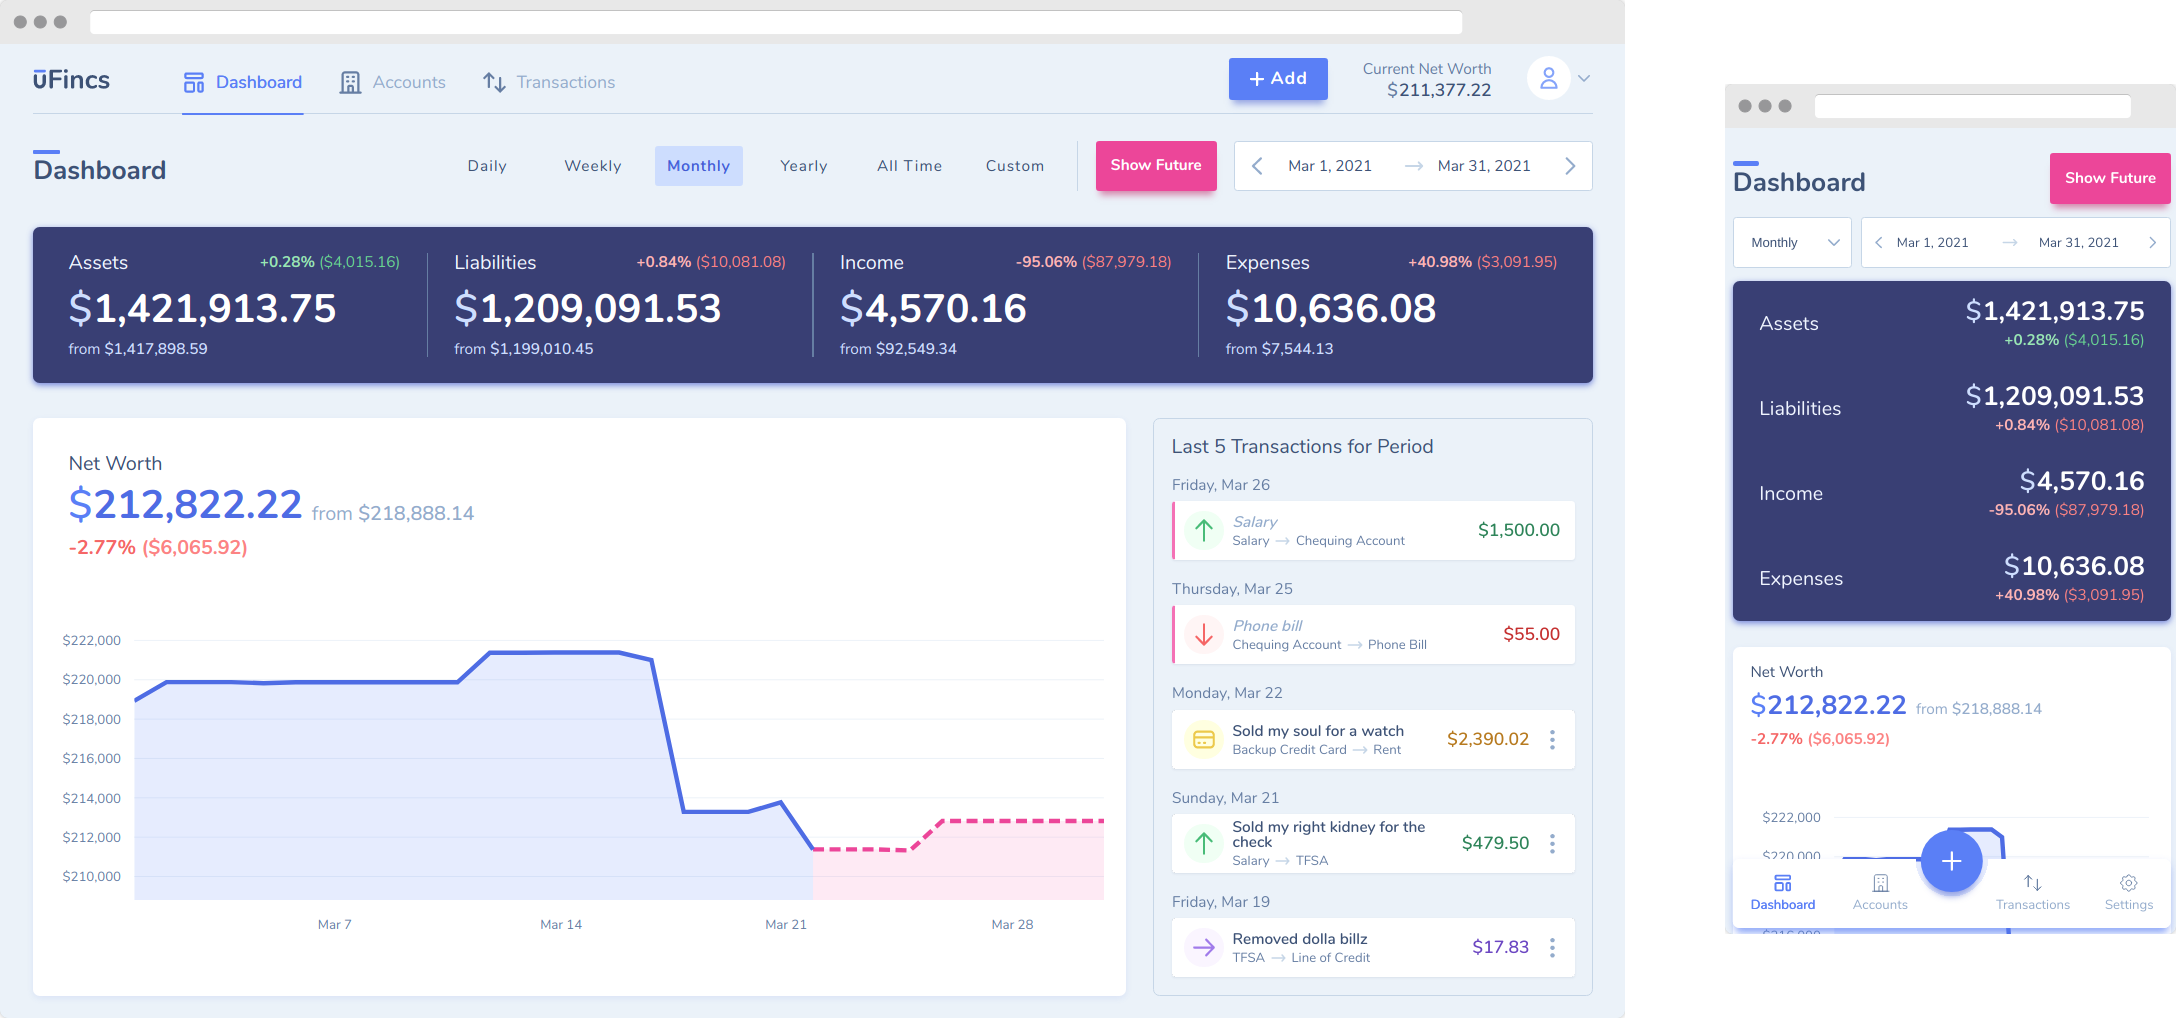 ūFincs
Dashboard
Accounts
Transactions
+ Add
Current Net Worth
$211,377.22
Dashboard
Daily
Weekly
Monthly
Yearly
All Time
Custom
Show Future
Mar 1, 2021 → Mar 31, 2021
Assets
+0.28% ($4,015.16)
$1,421,913.75
from $1,417,898.59
Liabilities
+0.84% ($10,081.08)
$1,209,091.53
from $1,199,010.45
Income
-95.06% ($87,979.18)
$4,570.16
from $92,549.34
Expenses
+40.98% ($3,091.95)
$10,636.08
from $7,544.13
Net Worth
$212,822.22 from $218,888.14
-2.77% ($6,065.92)
$222,000
$220,000
$218,000
$216,000
$214,000
$212,000
$210,000
Mar 7
Mar 14
Mar 21
Mar 28
Last 5 Transactions for Period
Friday, Mar 26
Salary
Salary → Chequing Account
$1,500.00
Thursday, Mar 25
Phone bill
Chequing Account → Phone Bill
$55.00
Monday, Mar 22
Sold my soul for a watch
Backup Credit Card → Rent
$2,390.02
Sunday, Mar 21
Sold my right kidney for the
check
Salary → TFSA
$479.50
Friday, Mar 19
Removed dolla billz
TFSA → Line of Credit
$17.83
Dashboard
Show Future
Monthly
Mar 1, 2021 → Mar 31, 2021
Assets
$1,421,913.75
+0.28% ($4,015.16)
Liabilities
$1,209,091.53
+0.84% ($10,081.08)
Income
$4,570.16
-95.06% ($87,979.18)
Expenses
$10,636.08
+40.98% ($3,091.95)
Net Worth
$212,822.22 from $218,888.14
-2.77% ($6,065.92)
$222,000
$220,000
Dashboard
Accounts
+
Transactions
Settings
$216,000